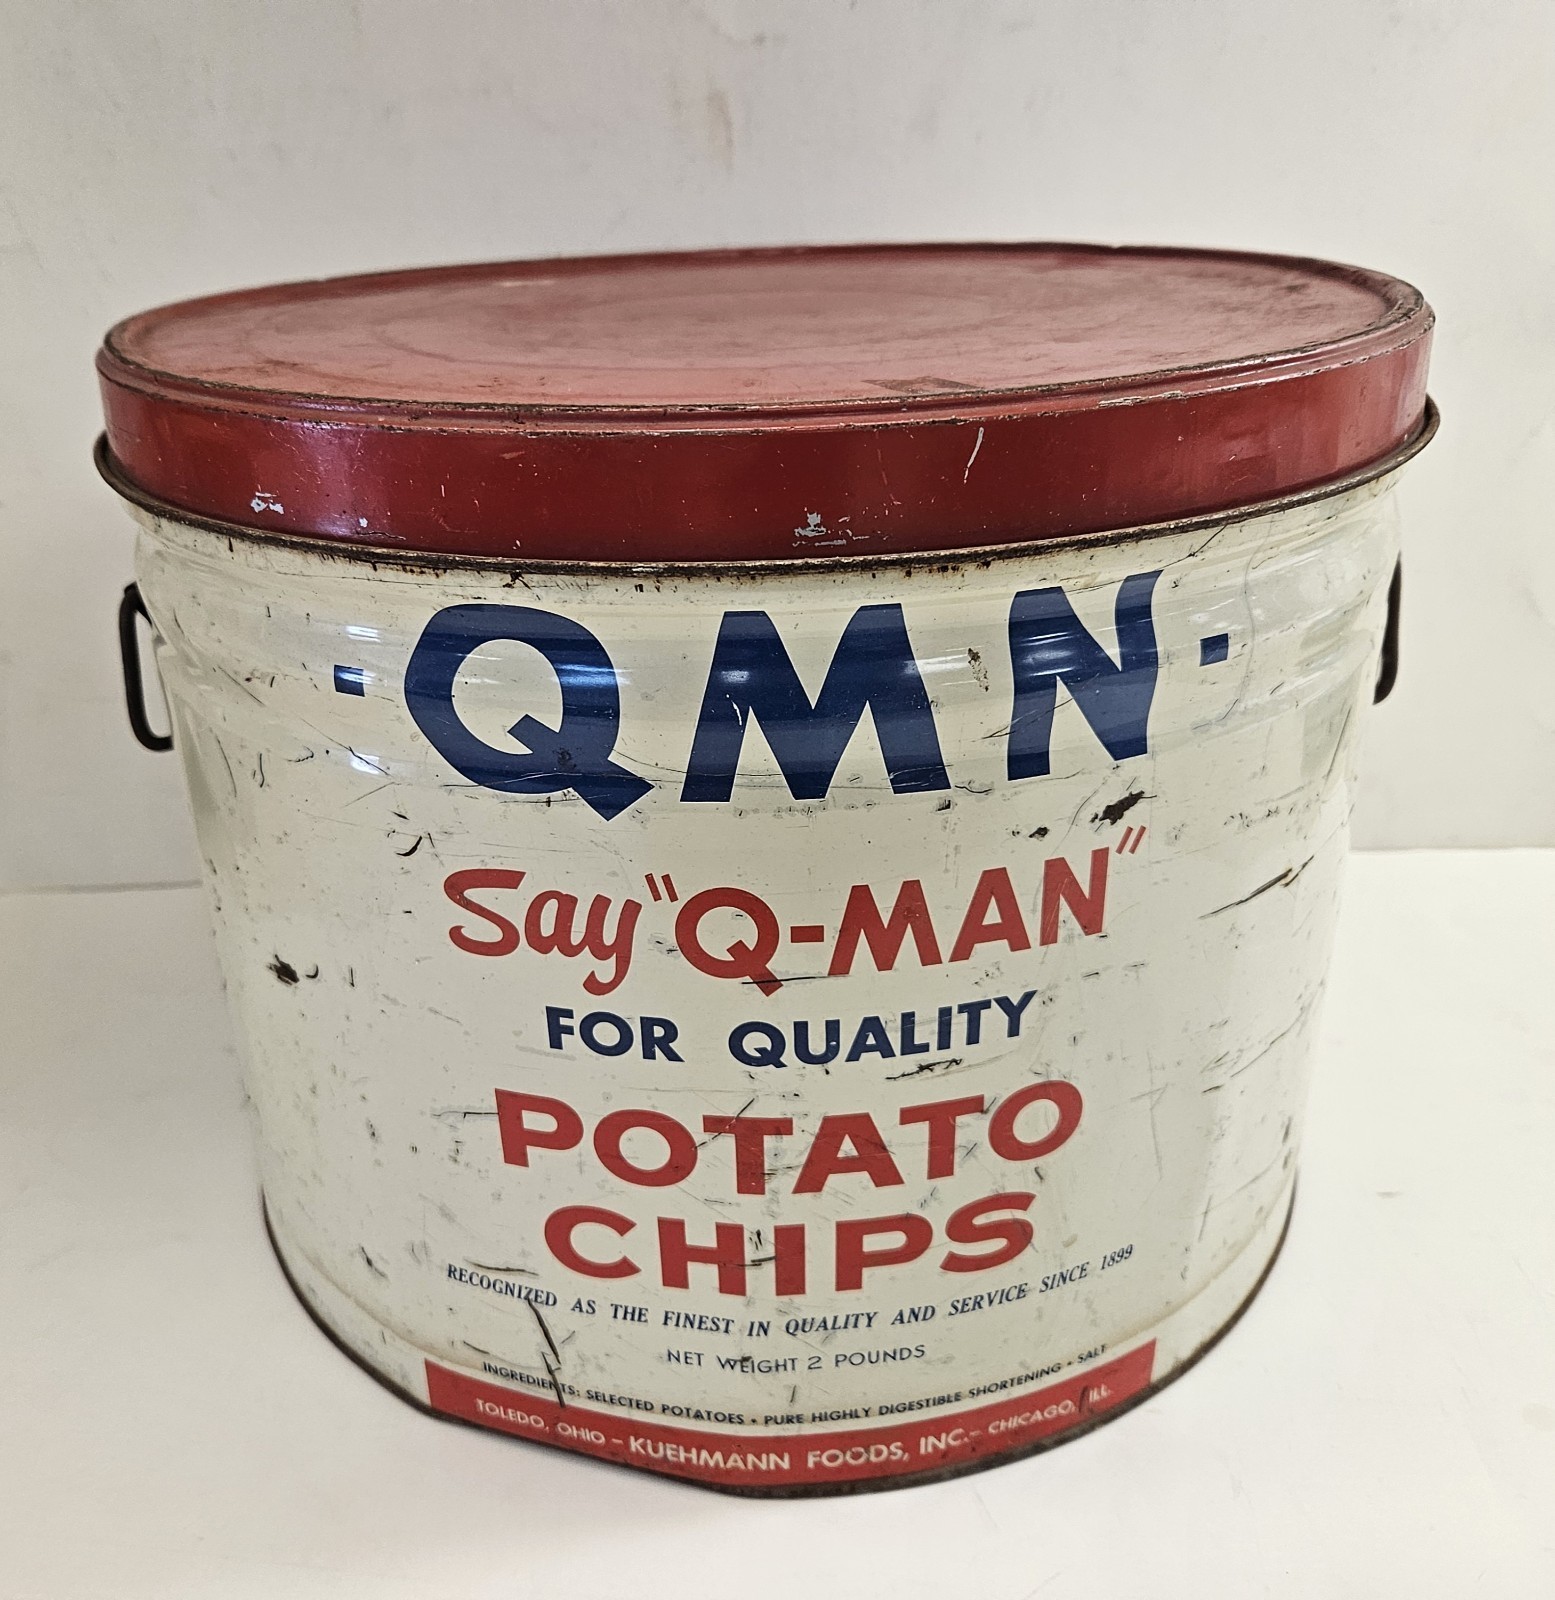 · QMN ·
Say "Q-MAN"
FOR QUALITY
POTATO
CHIPS
RECOGNIZED AS THE FINEST IN QUALITY AND SERVICE SINCE 1899
NET WEIGHT 2 POUNDS
INGREDIENTS: SELECTED POTATOES • PURE HIGHLY DIGESTIBLE SHORTENING • SALT
TOLEDO, OHIO – KUEHMANN FOODS, INC. – CHICAGO, ILL.